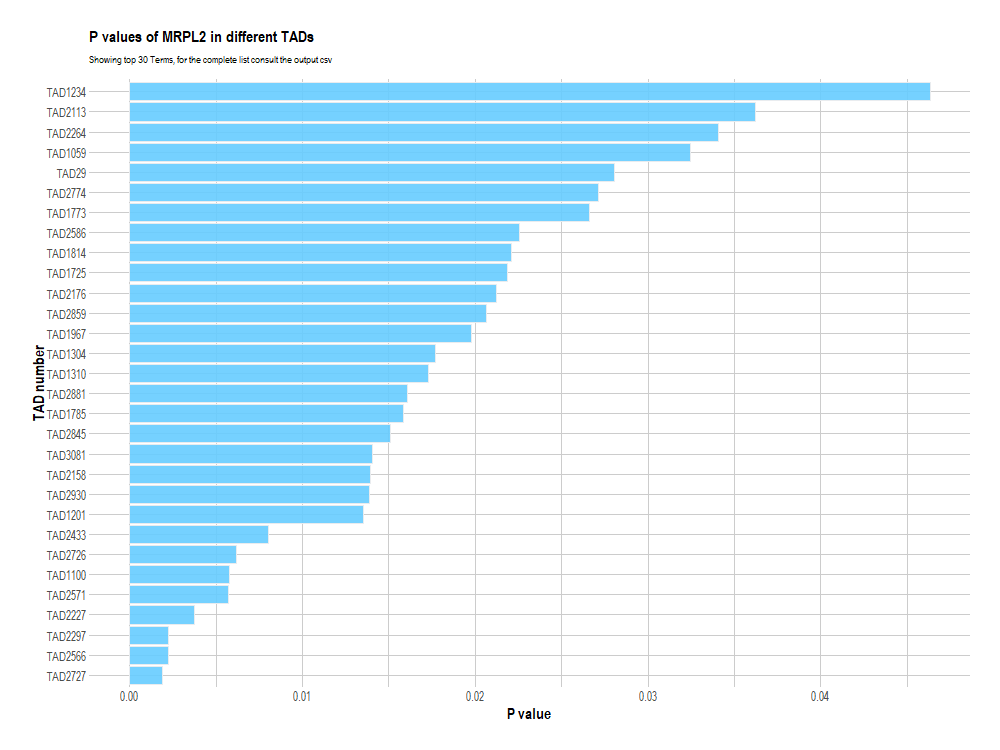 P values of MRPL2 in different TADs
Showing top 30 Terms, for the complete list consult the output csv
TAD number
TAD1234
TAD2113
TAD2264
TAD1059
TAD29
TAD2774
TAD1773
TAD2586
TAD1814
TAD1725
TAD2176
TAD2859
TAD1967
TAD1304
TAD1310
TAD2881
TAD1785
TAD2845
TAD3081
TAD2158
TAD2930
TAD1201
TAD2433
TAD2726
TAD1100
TAD2571
TAD2227
TAD2297
TAD2566
TAD2727
0.00 0.01 0.02 0.03 0.04
P value